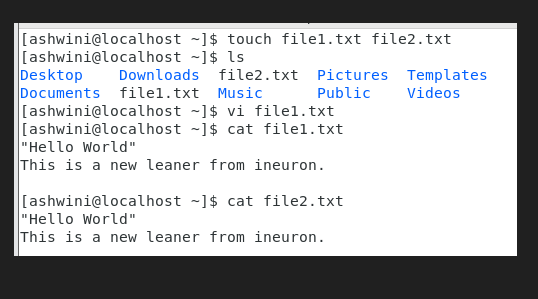 [ashwini@localhost ~]$ touch file1.txt file2.txt
[ashwini@localhost ~]$ ls
Desktop    Downloads  file2.txt  Pictures  Templates
Documents  file1.txt  Music      Public    Videos
[ashwini@localhost ~]$ vi file1.txt
[ashwini@localhost ~]$ cat file1.txt
"Hello World"
This is a new leaner from ineuron.
[ashwini@localhost ~]$ cat file2.txt
"Hello World"
This is a new leaner from ineuron.